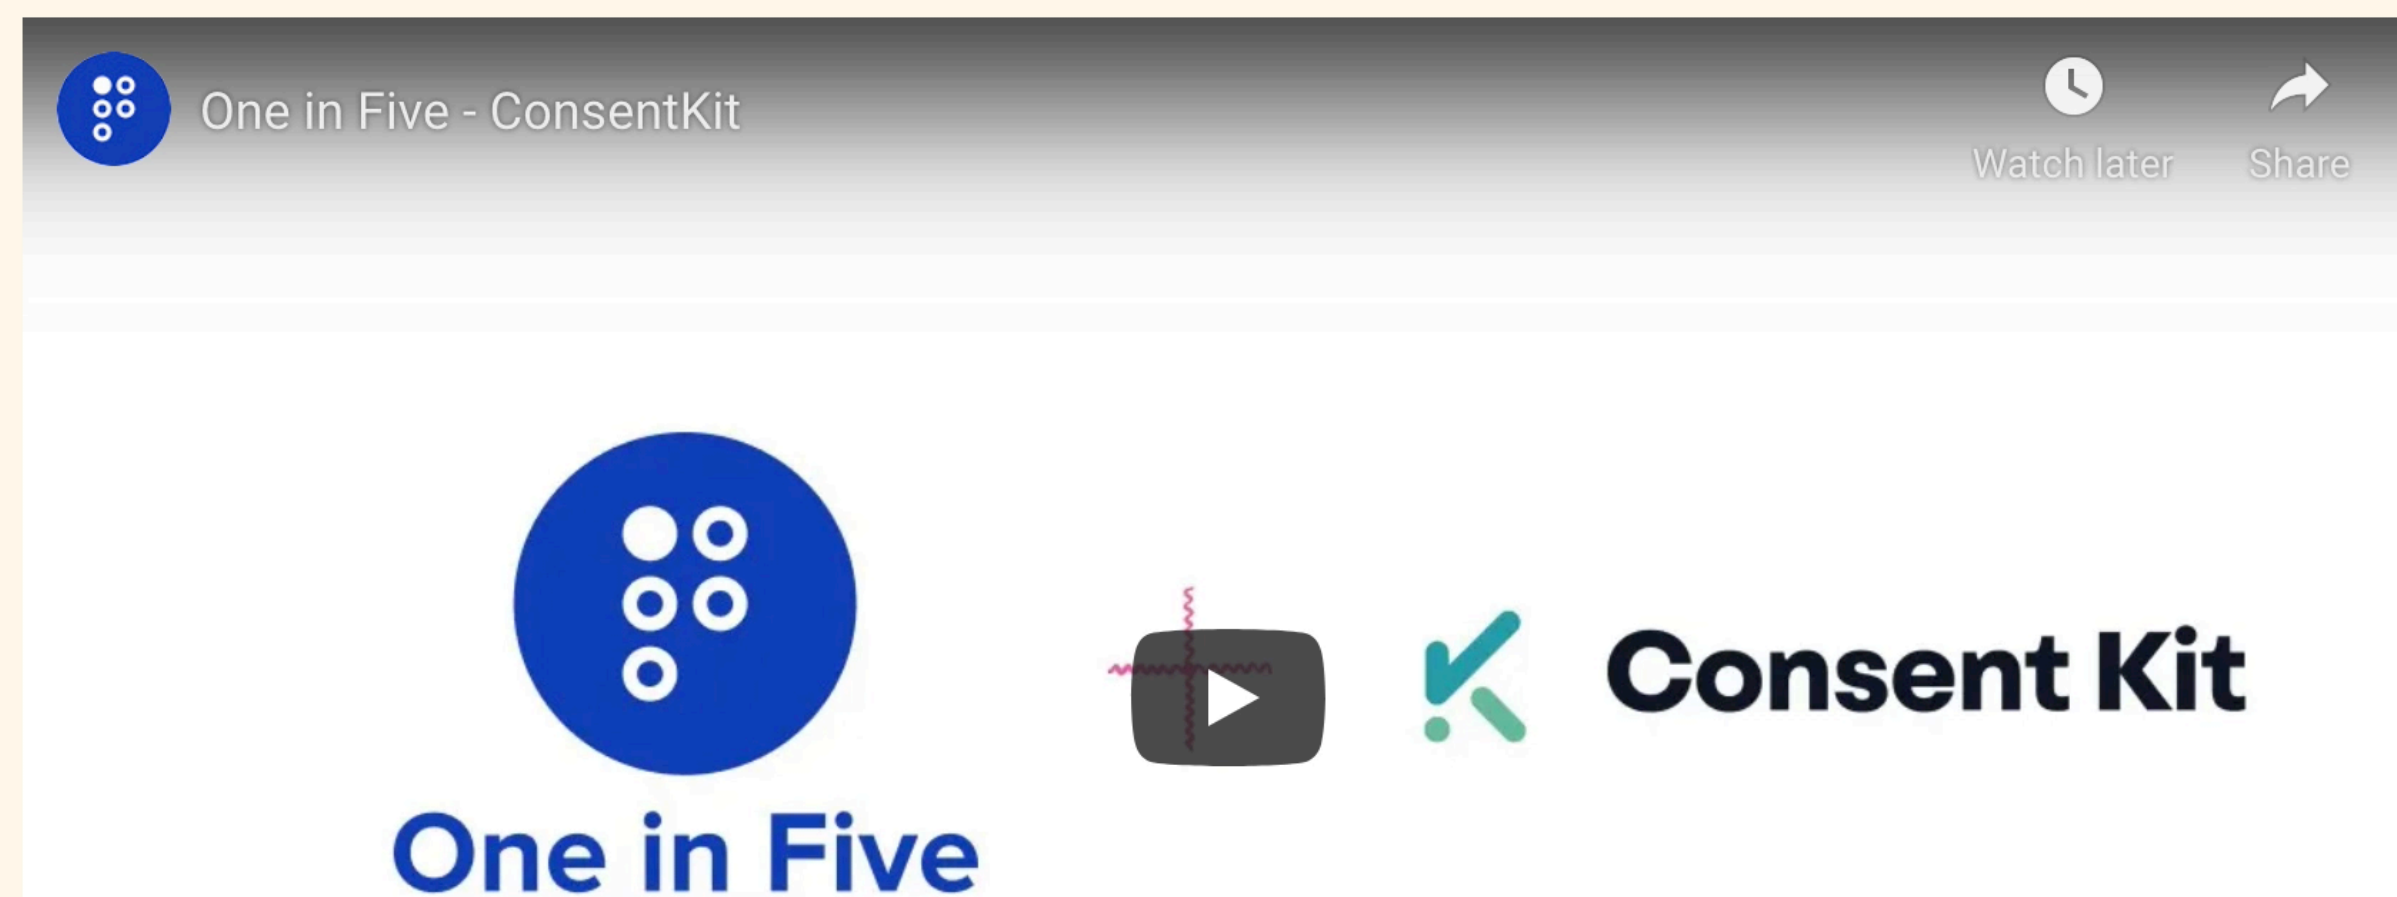 One in Five - ConsentKit
Watch later
Share
Consent Kit
One in Five